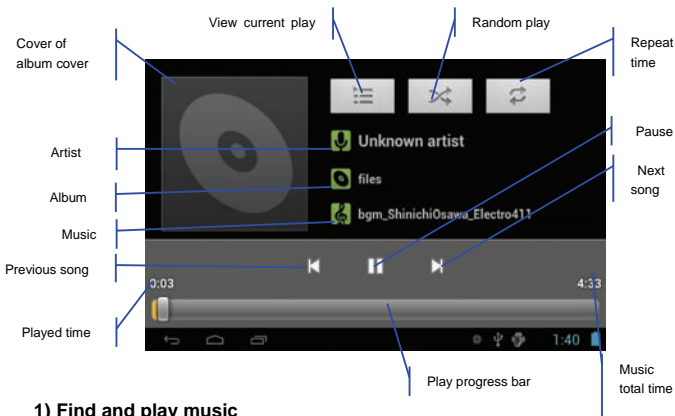 View current play
Random play
Cover of
album cover
Repeat
time
Unknown artist
Pause
Artist
files
Next
song
Album
bgm_ShinichiOsawa_Electro411
Music
Previous song
0:03
4:33
Played time
1:40
Play progress bar
Music
total time
1) Find and play music